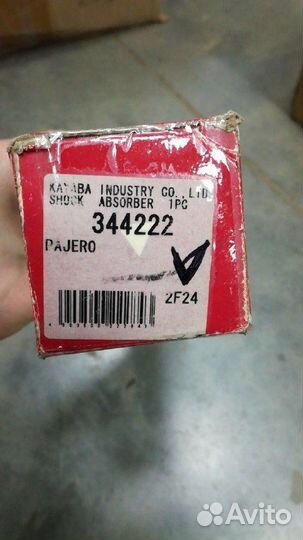 KAYABA INDUSTRY CO.,LTD
SHOCK ABSORBER 1PC
344222
PAJERO
2F24
Avito